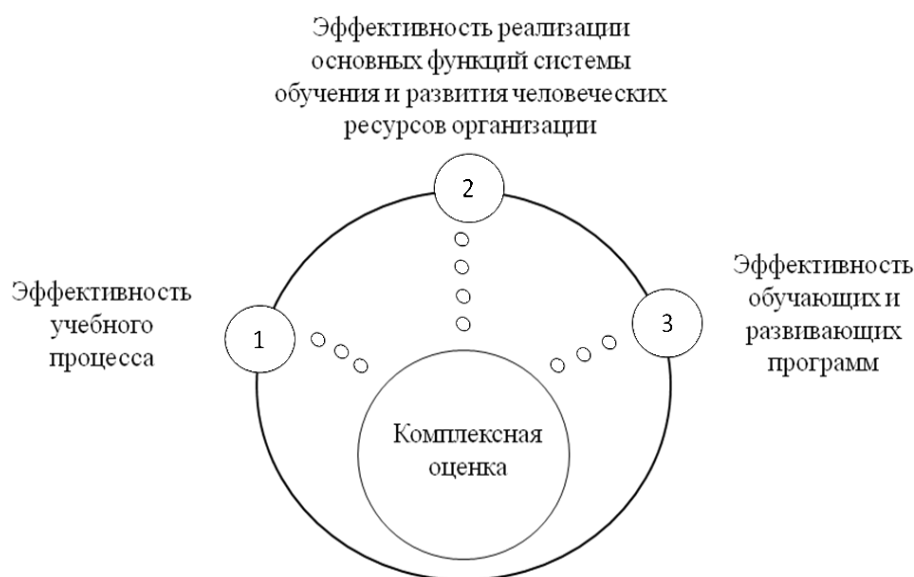 Эффективность реализации
основных функций системы
обучения и развития человеческих
ресурсов организации
2
Эффективность
учебного
процесса
1
3
Эффективность
обучающих и
развивающих
программ
Комплексная
оценка